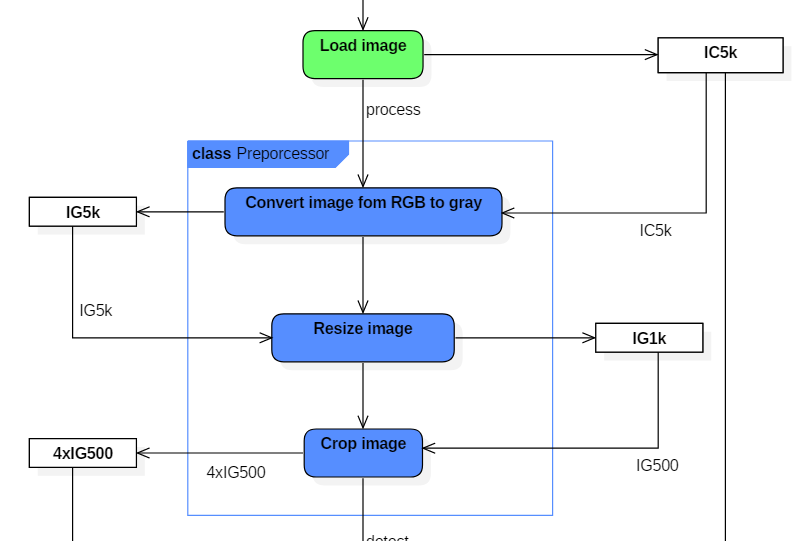 Load image
IC5k
process
class Preporcessor
Convert image fom RGB to gray
IG5k
IC5k
IG5k
Resize image
IG1k
Crop image
4xIG500
4xIG500
IG500
detect